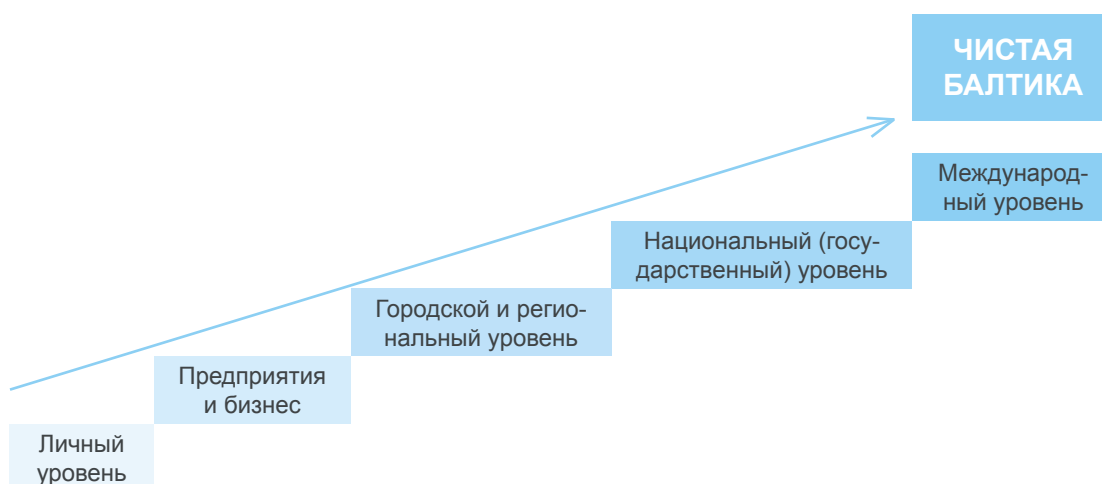 ЧИСТАЯ
БАЛТИКА
Международ-
ный уровень
Национальный (госу-
дарственный) уровень
Городской и регио-
нальный уровень
Предприятия
и бизнес
Личный
уровень